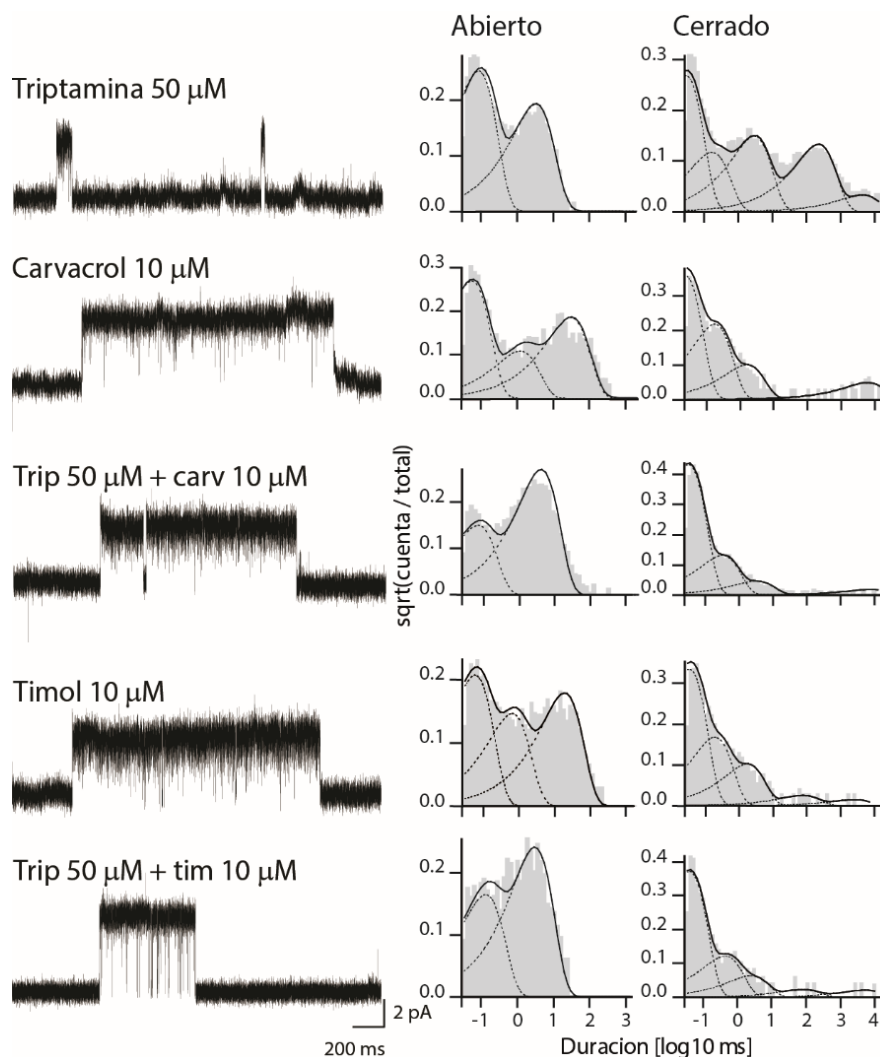 Abierto
Cerrado
Triptamina 50 μM
0.2
0.1
0.0
0.3
0.2
0.1
0.0
Carvacrol 10 μM
0.3
0.2
0.1
0.0
0.3
0.2
0.1
0.0
Trip 50 μM + carv 10 μM
sqrt(cuenta / total)
0.2
0.1
0.0
0.4
0.3
0.2
0.1
0.0
Timol 10 μM
0.2
0.1
0.0
0.3
0.2
0.1
0.0
Trip 50 μM + tim 10 μM
0.2
0.1
0.0
0.4
0.3
0.2
0.1
0.0
-1 0 1 2 3
-1 0 1 2 3 4
2 pA
200 ms
Duracion [log10 ms]